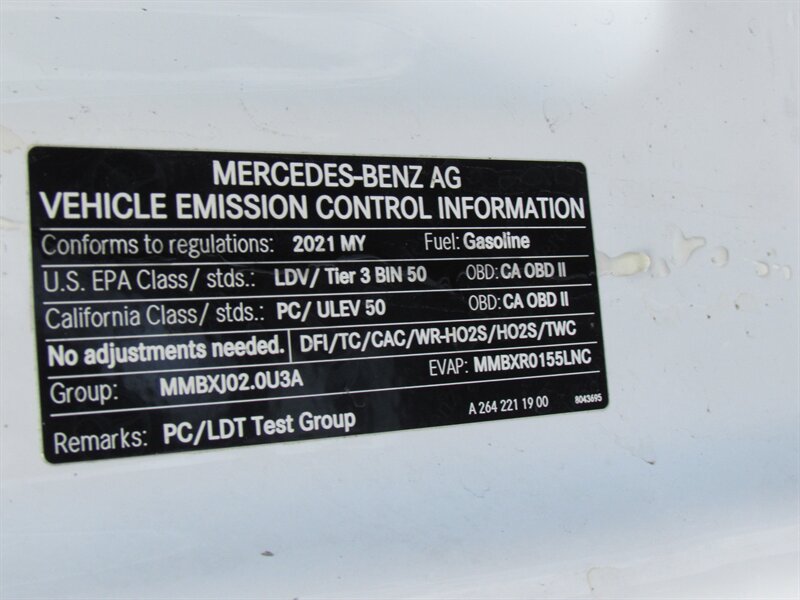 MERCEDES-BENZ AG
VEHICLE EMISSION CONTROL INFORMATION
Conforms to regulations: 2021 MY Fuel: Gasoline
U.S. EPA Class/ stds.: LDV/ Tier 3 BIN 50 OBD: CA OBD II
California Class/ stds.: PC/ ULEV 50 OBD: CA OBD II
No adjustments needed. DFI/TC/CAC/WR-HO2S/HO2S/TWC
Group: MMBXJ02.0U3A EVAP: MMBXR0155LNC
Remarks: PC/LDT Test Group A 264 221 19 00 8043695